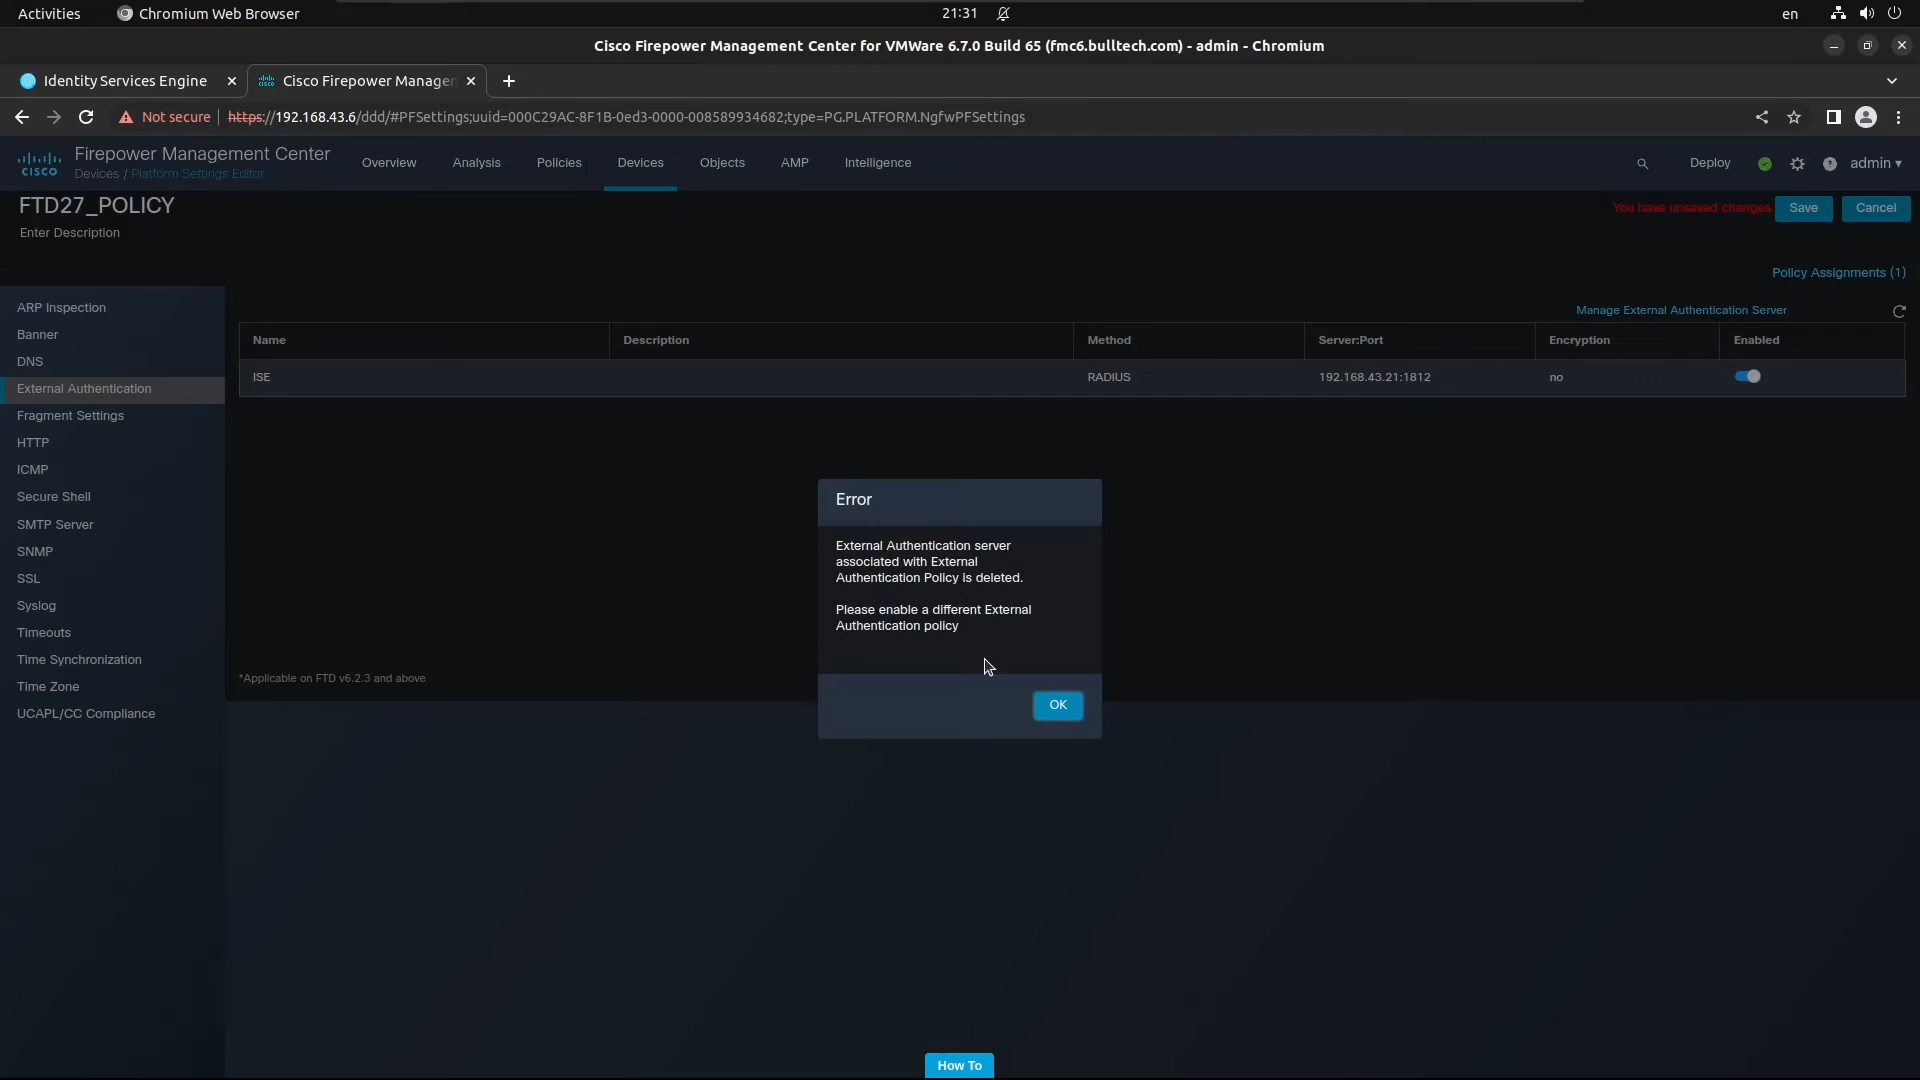 Activities
Chromium Web Browser
21:31
en
Cisco Firepower Management Center for VMWare 6.7.0 Build 65 (fmc6.bulltech.com) - admin - Chromium
Identity Services Engine
Cisco Firepower Managen
Not secure
https://192.168.43.6/ddd/#PFSettings;uuid=000C29AC-8F1B-0ed3-0000-008589934682;type=PG.PLATFORM.NgfwPFSettings
CISCO
Firepower Management Center
Devices / Platform Settings Editor
Overview
Analysis
Policies
Devices
Objects
AMP
Intelligence
Deploy
admin
FTD27_POLICY
Enter Description
You have unsaved changes
Save
Cancel
Policy Assignments (1)
ARP Inspection
Banner
DNS
External Authentication
Fragment Settings
HTTP
ICMP
Secure Shell
SMTP Server
SNMP
SSL
Syslog
Timeouts
Time Synchronization
Time Zone
UCAPL/CC Compliance
Manage External Authentication Server
Name Description Method Server:Port Encryption Enabled
ISE RADIUS 192.168.43.21:1812 no
Error
External Authentication server
associated with External
Authentication Policy is deleted.
Please enable a different External
Authentication policy
OK
*Applicable on FTD v6.2.3 and above
How To